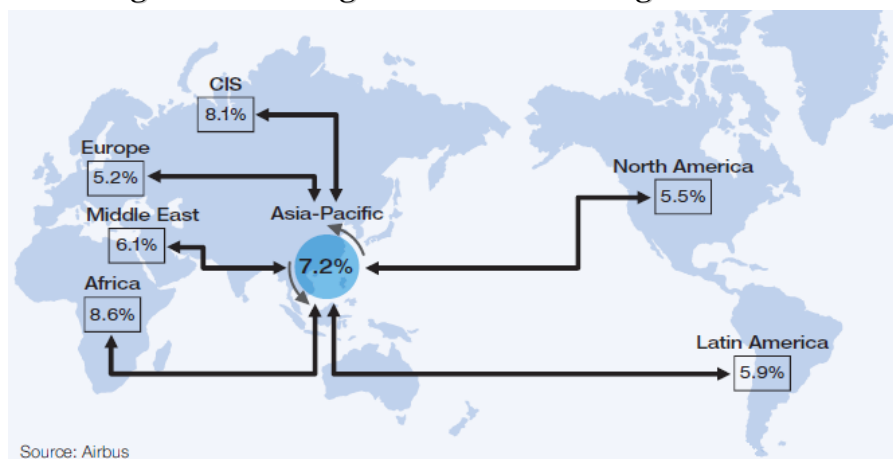 CIS
8.1%
Europe
5.2%
North America
5.5%
Middle East
6.1%
Asia-Pacific
7.2%
Africa
8.6%
Latin America
5.9%
Source: Airbus